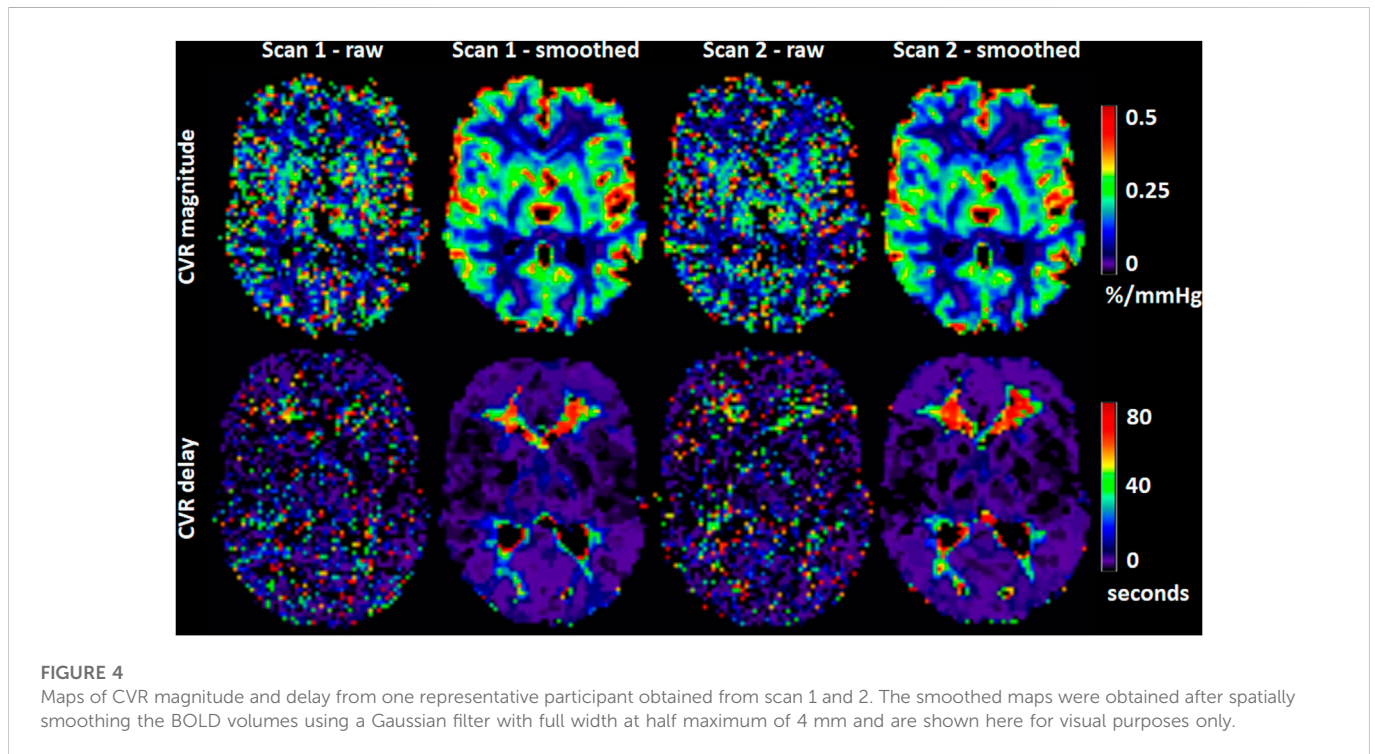 Scan 1 - raw Scan 1 - smoothed Scan 2 - raw Scan 2 - smoothed
CVR magnitude
0.5
0.25
0
%/mmHg
CVR delay
80
40
0
seconds
FIGURE 4
Maps of CVR magnitude and delay from one representative participant obtained from scan 1 and 2. The smoothed maps were obtained after spatially
smoothing the BOLD volumes using a Gaussian filter with full width at half maximum of 4 mm and are shown here for visual purposes only.